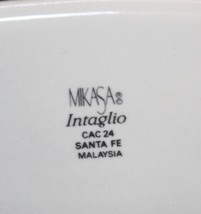 MIKASA®
Intaglio
CAC 24
SANTA FE
MALAYSIA